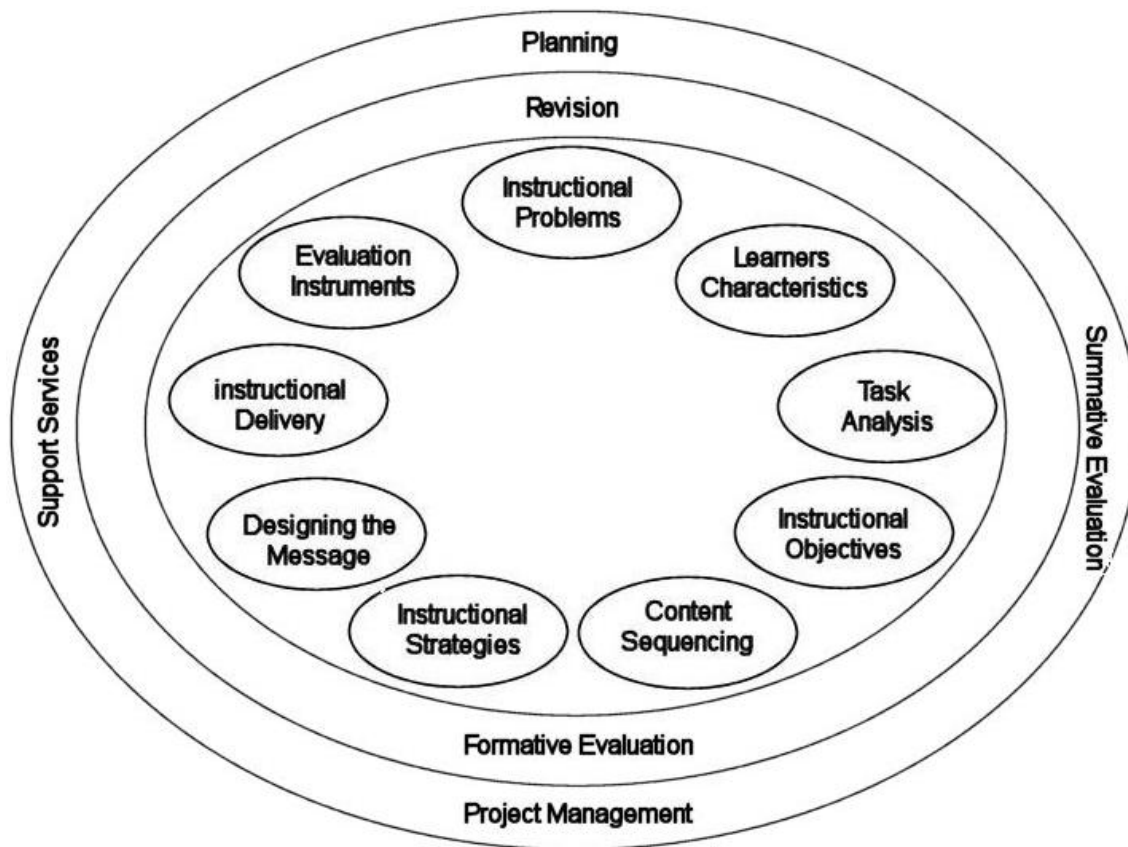 Planning
Revision
Instructional
Problems
Evaluation
Instruments
Learners
Characteristics
instructional
Delivery
Task
Analysis
Support Services
Summative Evaluation
Designing the
Message
Instructional
Objectives
Instructional
Strategies
Content
Sequencing
Formative Evaluation
Project Management